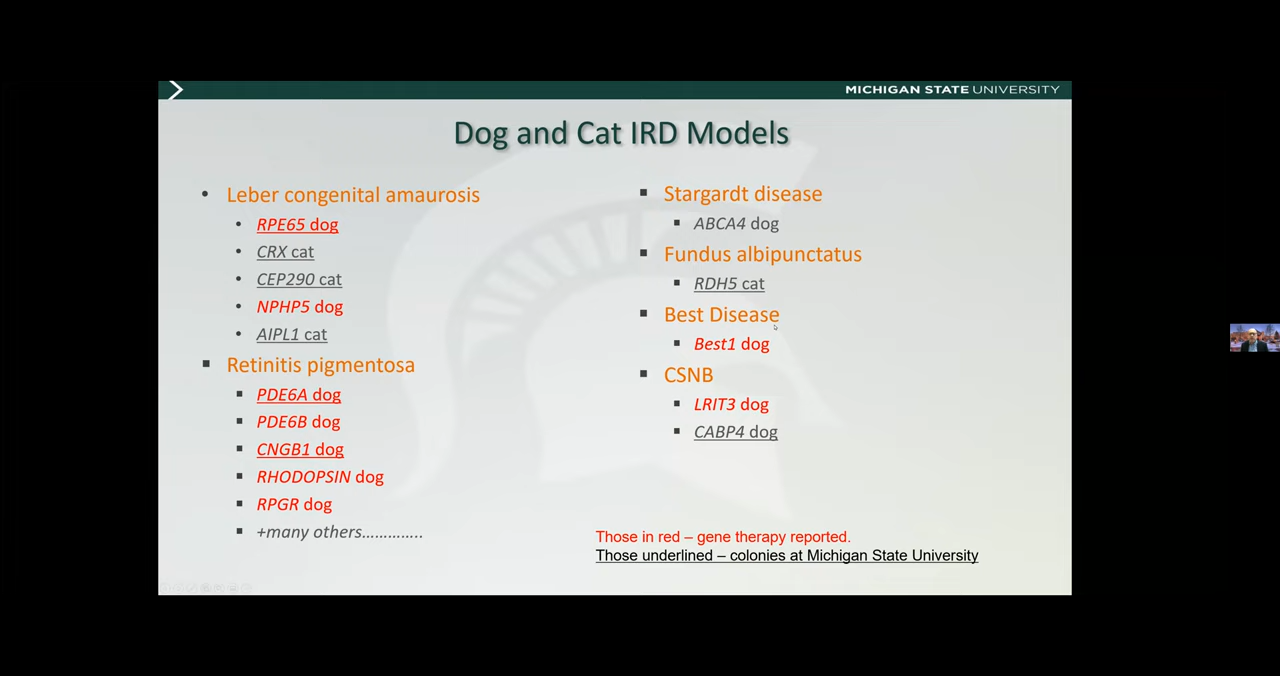 MICHIGAN STATE UNIVERSITY
Dog and Cat IRD Models
• Leber congenital amaurosis
• RPE65 dog
• CRX cat
• CEP290 cat
• NPHP5 dog
• AIPL1 cat
▪ Retinitis pigmentosa
▪ PDE6A dog
▪ PDE6B dog
▪ CNGB1 dog
▪ RHODOPSIN dog
▪ RPGR dog
▪ +many others…………..
▪ Stargardt disease
▪ ABCA4 dog
▪ Fundus albipunctatus
▪ RDH5 cat
▪ Best Disease
▪ Best1 dog
▪ CSNB
▪ LRIT3 dog
▪ CABP4 dog
Those in red – gene therapy reported.
Those underlined – colonies at Michigan State University